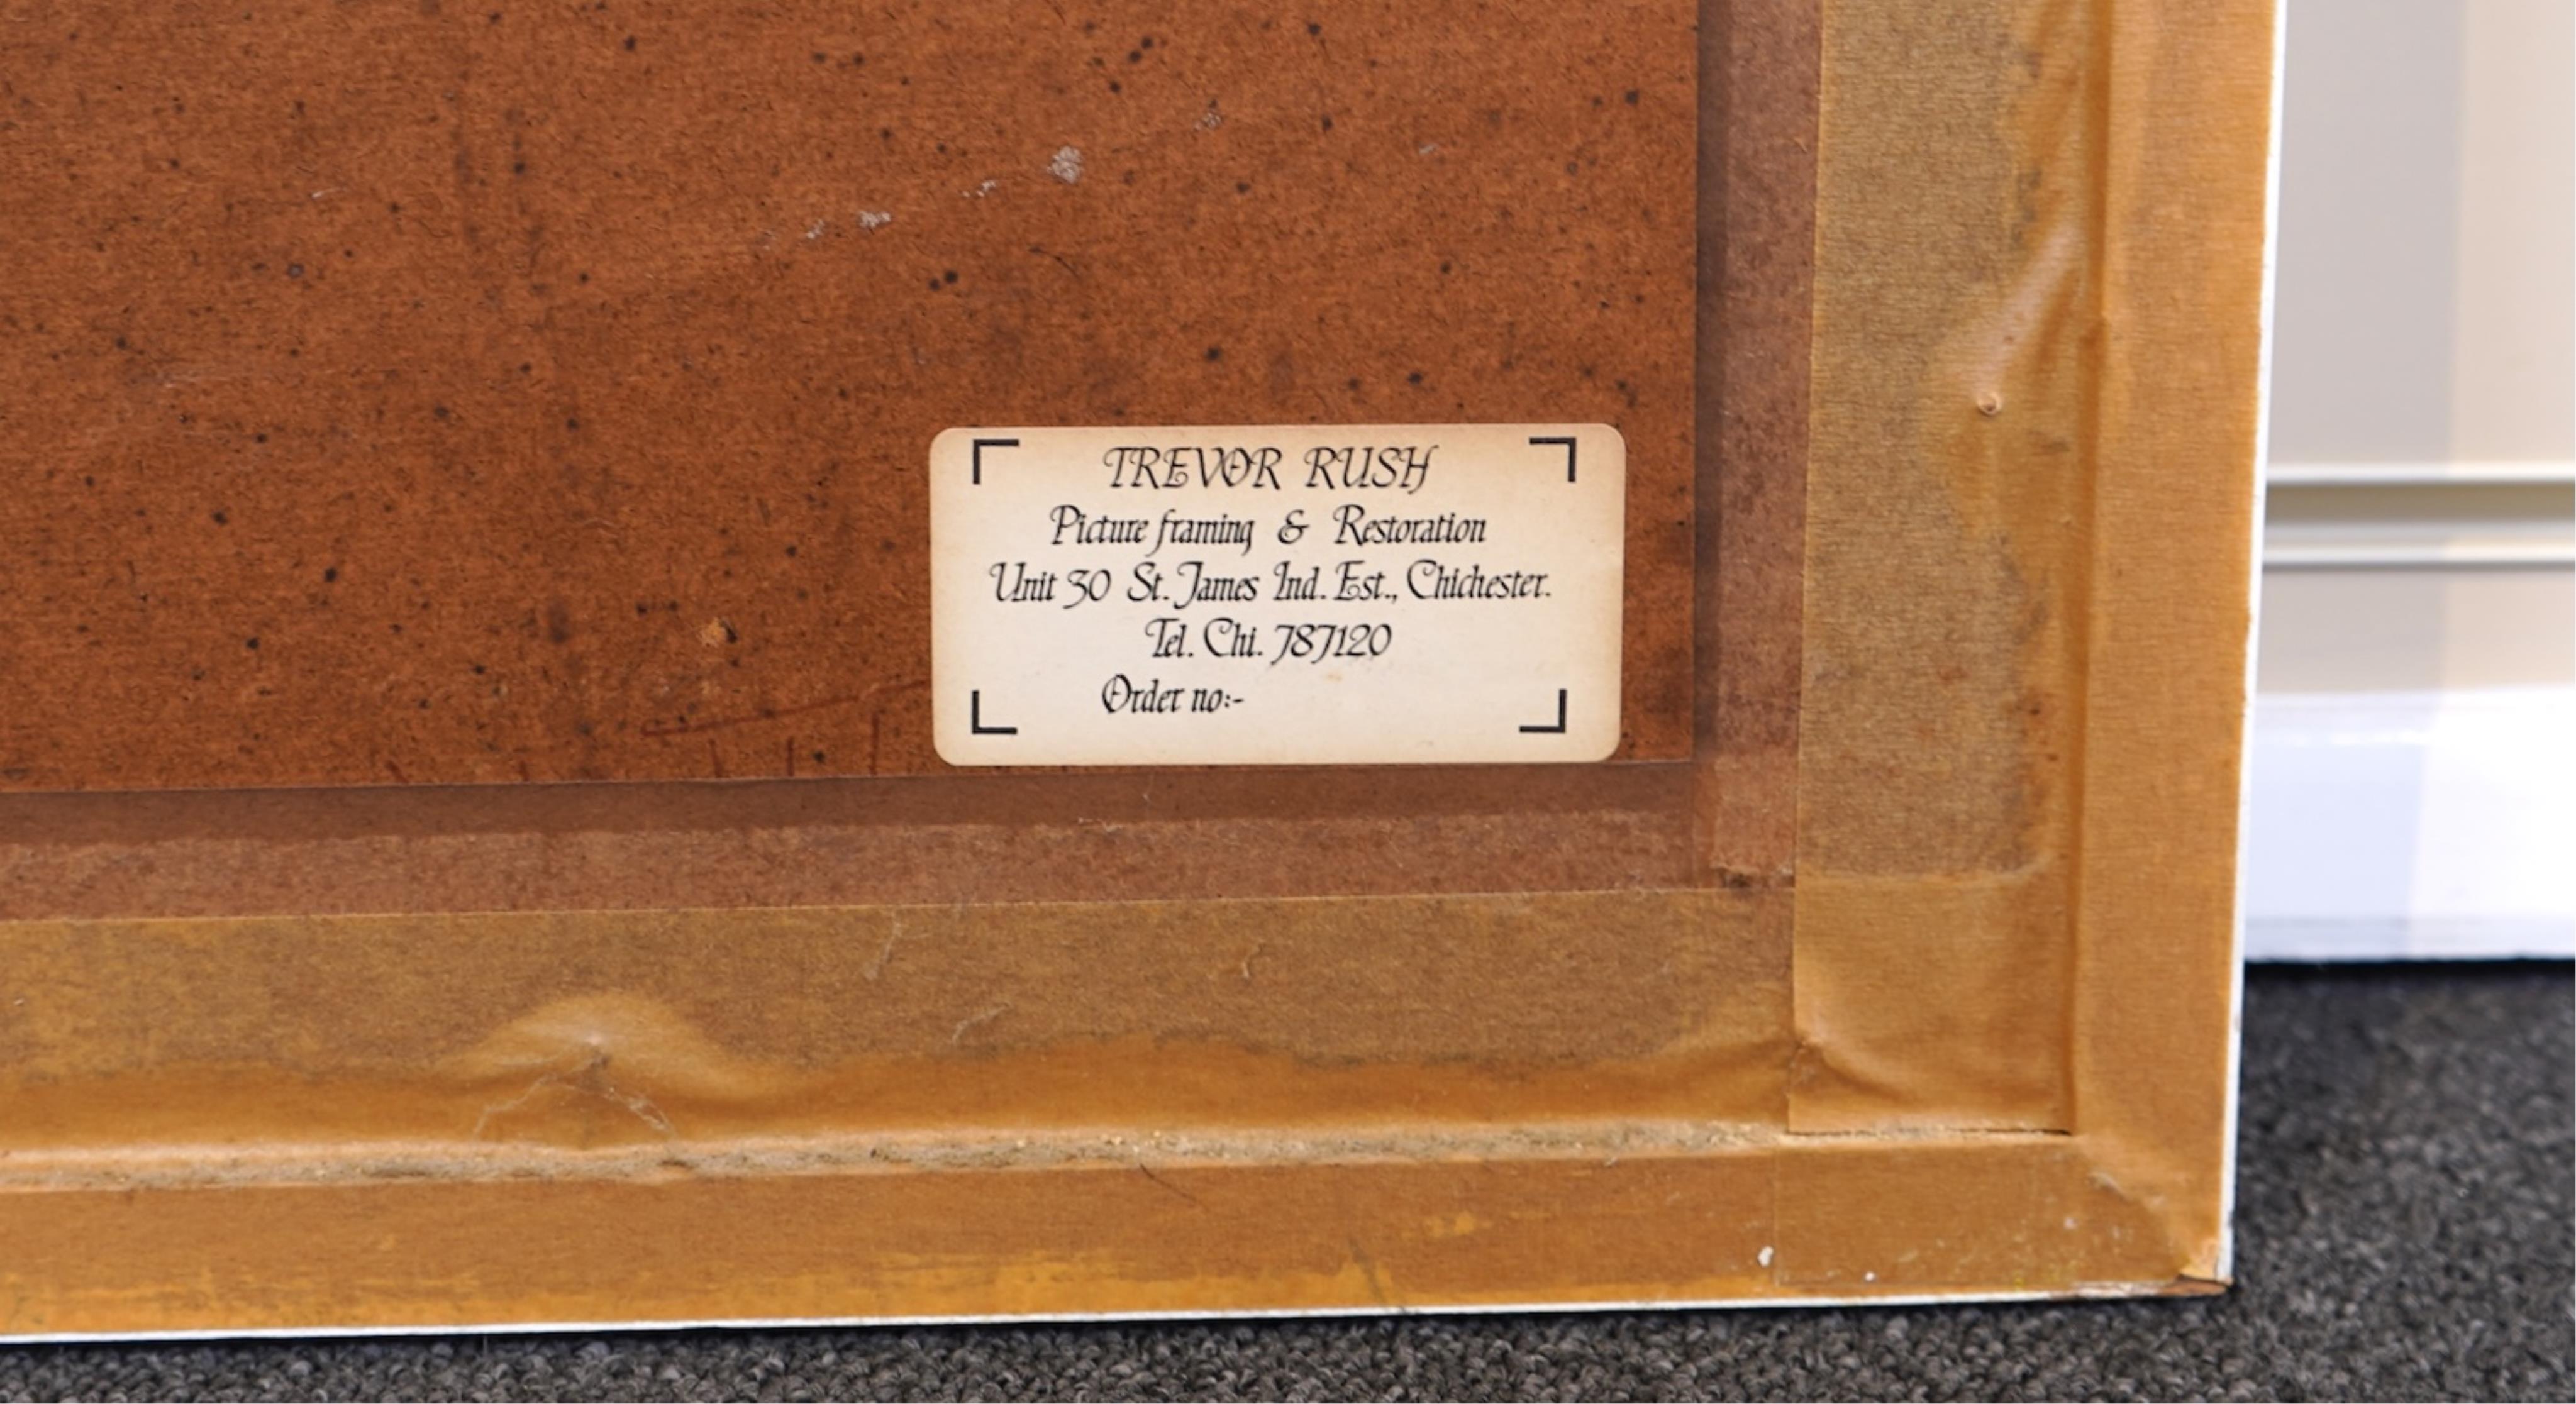 TREVOR RUSH
Picture framing & Restoration
Unit 30 St. James Ind. Est., Chichester.
Tel. Chi. 787120
Order no:-